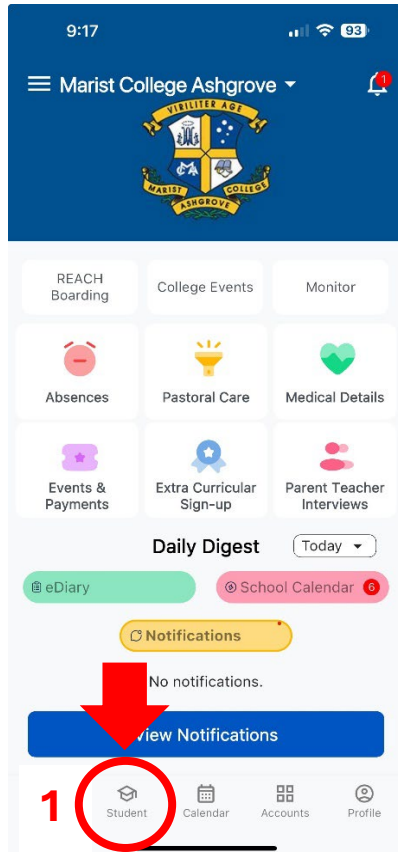 9:17
93
Marist College Ashgrove
1
VIRILITER AGE
MARIST COLLEGE
ASHGROVE
REACH
Boarding
College Events
Monitor
Absences
Pastoral Care
Medical Details
Events &
Payments
Extra Curricular
Sign-up
Parent Teacher
Interviews
Daily Digest
Today
eDiary
School Calendar 6
Notifications
No notifications.
View Notifications
1
Student
Calendar
Accounts
Profile